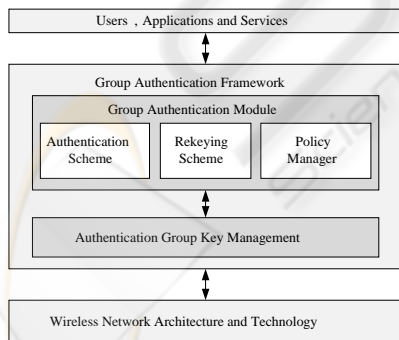 Users , Applications and Services
Group Authentication Framework
Group Authentication Module
Authentication
Scheme
Rekeying
Scheme
Policy
Manager
Authentication Group Key Management
Wireless Network Architecture and Technology